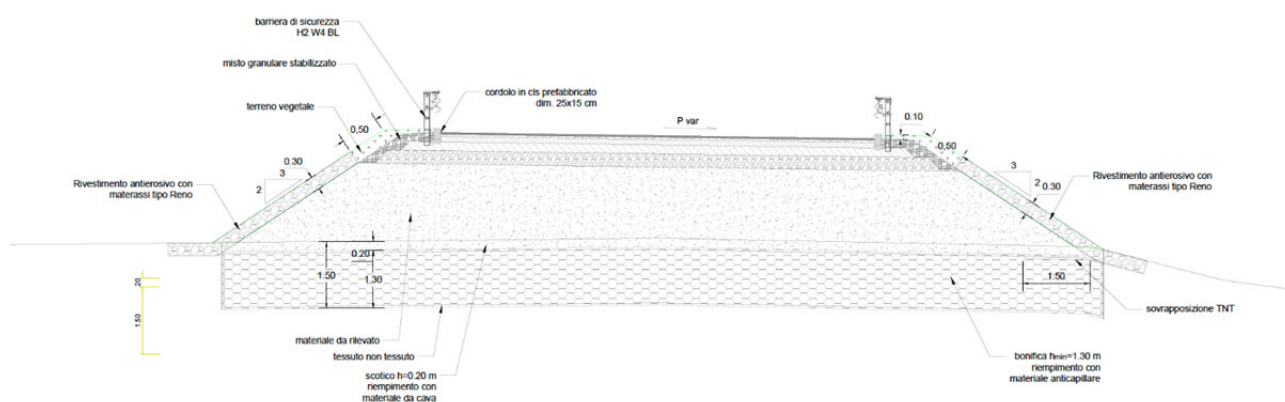 barriera di sicurezza
H2 W4 BL
misto granulare stabilizzato
terreno vegetale
cordolo in cls prefabbricato
dim. 25x15 cm
P var
0.10
0,50
0,50
0.30
3
2
3
2
0.30
Rivestimento antierosivo con
materassi tipo Reno
Rivestimento antierosivo con
materassi tipo Reno
0.20
1.50
1.30
1.50
20
1.50
sovrapposizione TNT
materiale da rilevato
tessuto non tessuto
scotico h=0.20 m
riempimento con
materiale da cava
bonifica hmin=1.30 m
riempimento con
materiale anticapillare